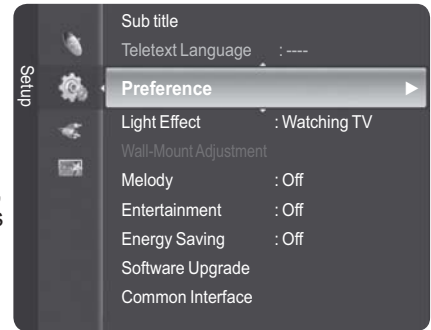 Setup
Sub title
Teletext Language : ----
Preference
Light Effect : Watching TV
Wall-Mount Adjustment
Melody : Off
Entertainment : Off
Energy Saving : Off
Software Upgrade
Common Interface